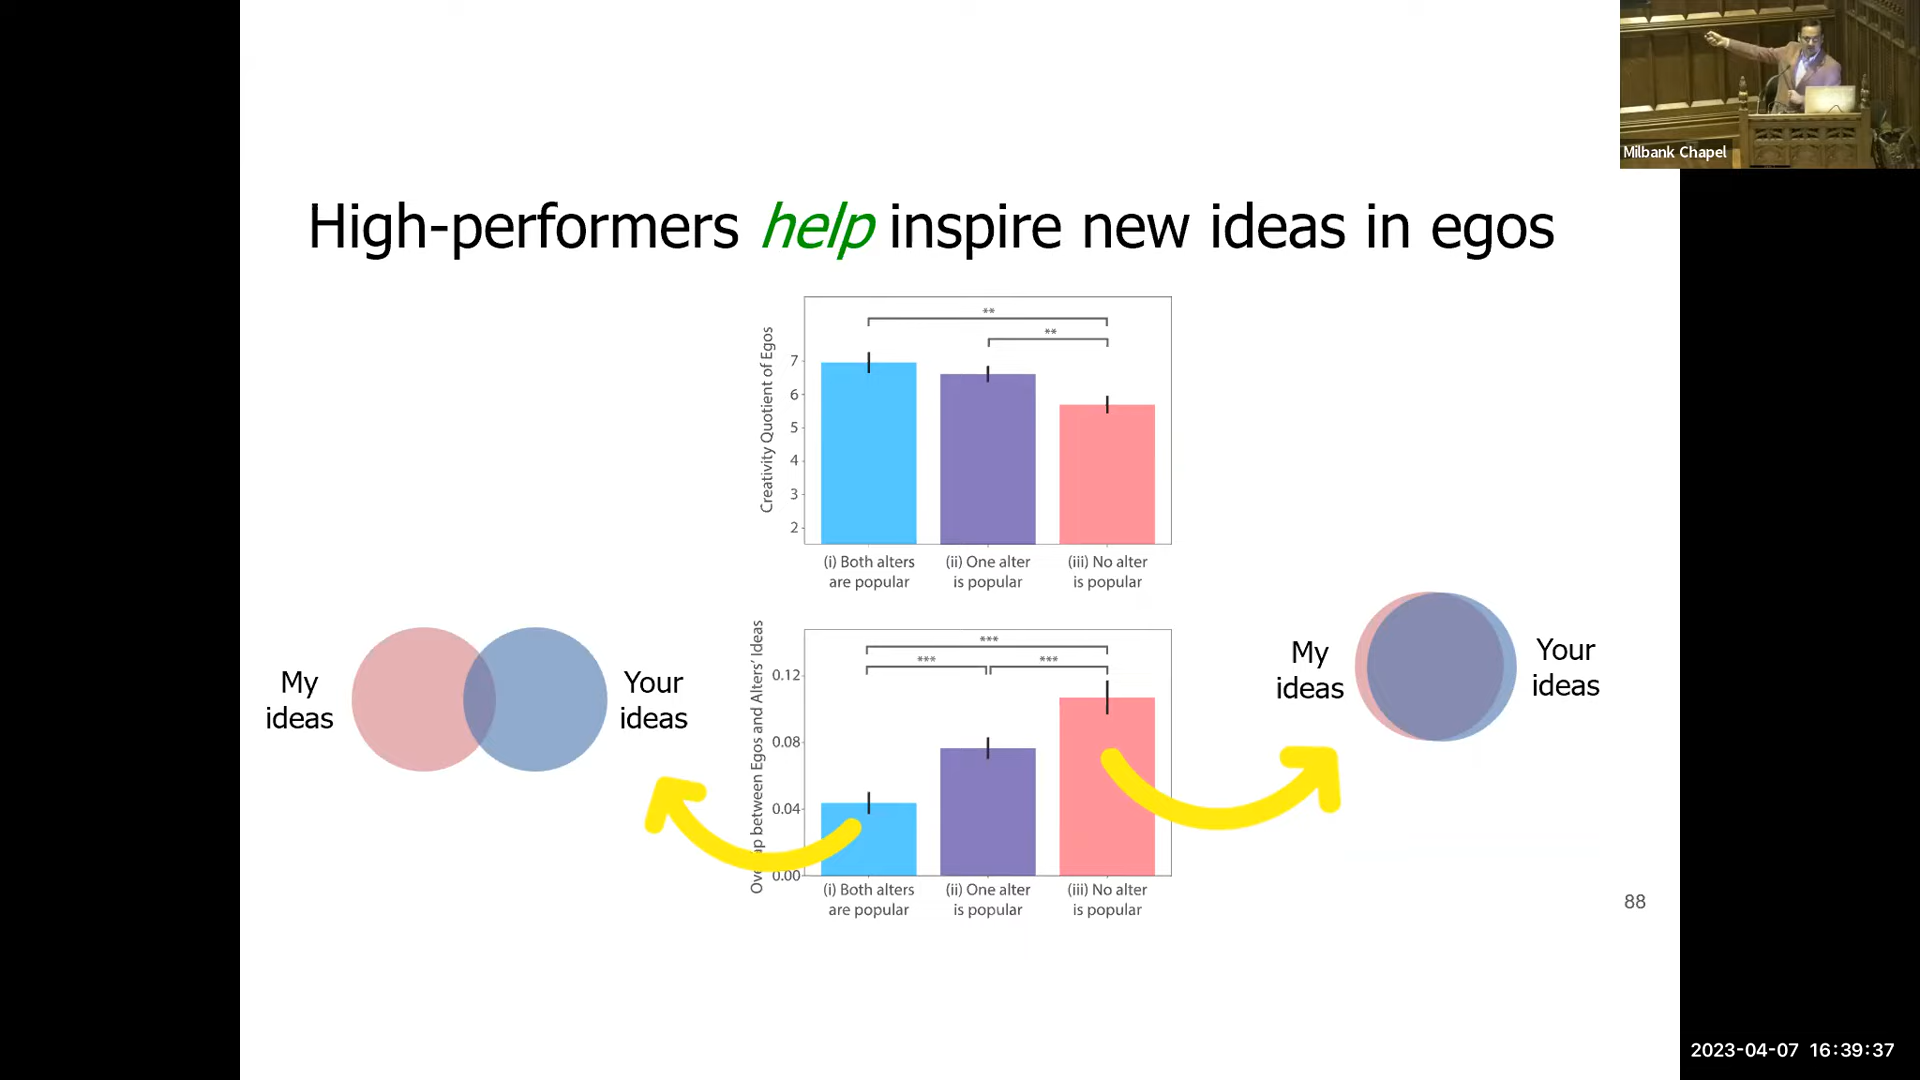 Milbank Chapel
High-performers help inspire new ideas in egos
Creativity Quotient of Egos
**
**
7
6
5
4
3
2
(i) Both alters
are popular
(ii) One alter
is popular
(iii) No alter
is popular
My
ideas
Your
ideas
Overlap between Egos and Alters' Ideas
***
***
***
0.12
0.08
0.04
0.00
(i) Both alters
are popular
(ii) One alter
is popular
(iii) No alter
is popular
My
ideas
Your
ideas
88
2023-04-07 16:39:37